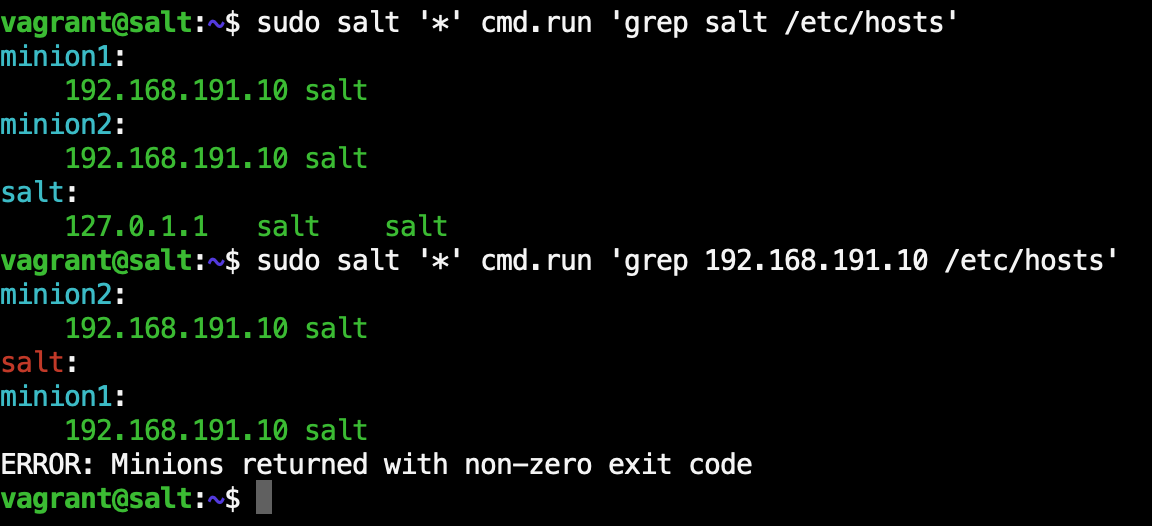 vagrant@salt:~$ sudo salt '*' cmd.run 'grep salt /etc/hosts'
minion1:
    192.168.191.10 salt
minion2:
    192.168.191.10 salt
salt:
    127.0.1.1   salt    salt
vagrant@salt:~$ sudo salt '*' cmd.run 'grep 192.168.191.10 /etc/hosts'
minion2:
    192.168.191.10 salt
salt:
minion1:
    192.168.191.10 salt
ERROR: Minions returned with non-zero exit code
vagrant@salt:~$